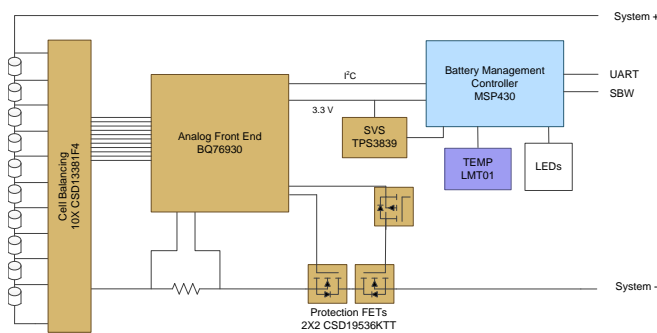 System +
Battery Management
Controller
MSP430
UART
SBW
I²C
3.3 V
Analog Front End
BQ76930
SVS
TPS3839
TEMP
LMT01
LEDs
Cell Balancing
10X CSD13381F4
System -
Protection FETs
2X2 CSD19536KTT